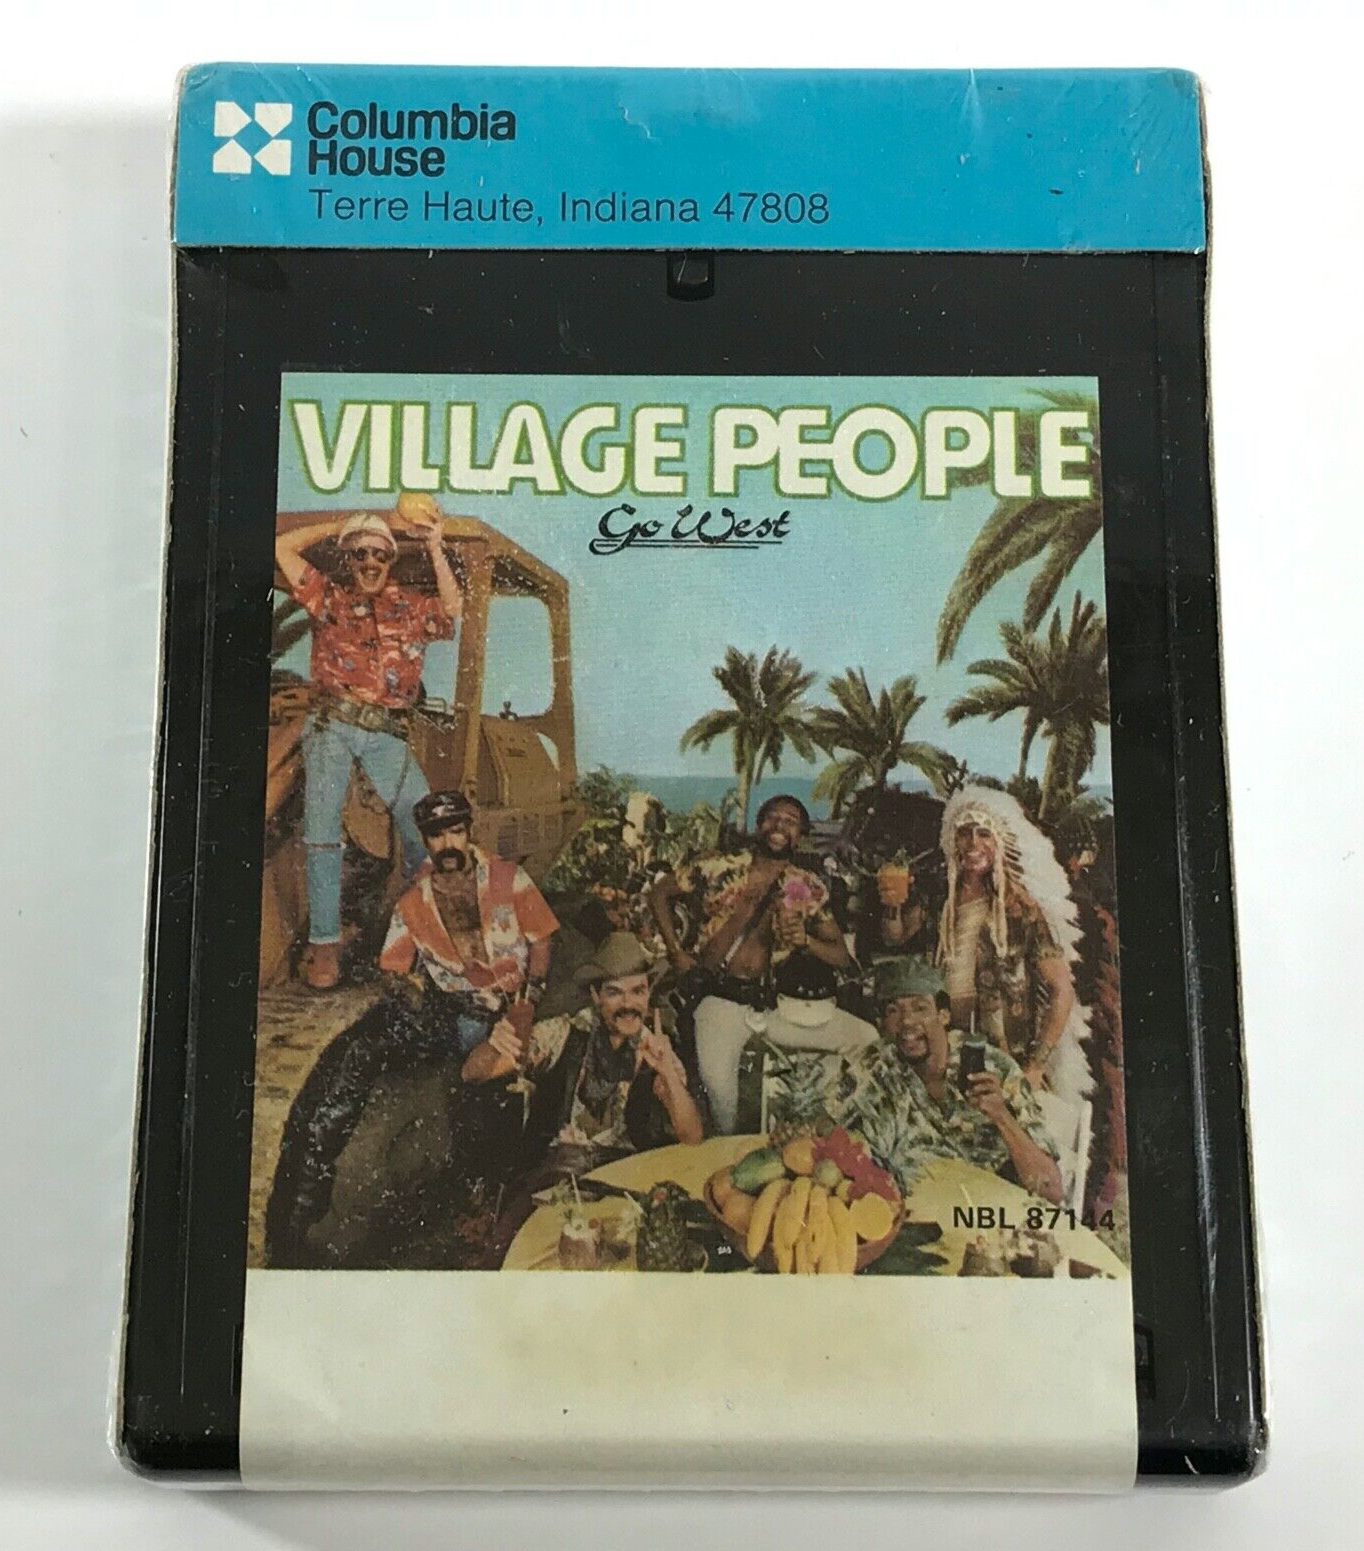 Columbia
House
Terre Haute, Indiana 47808
VILLAGE PEOPLE
Go West
NBL 87144